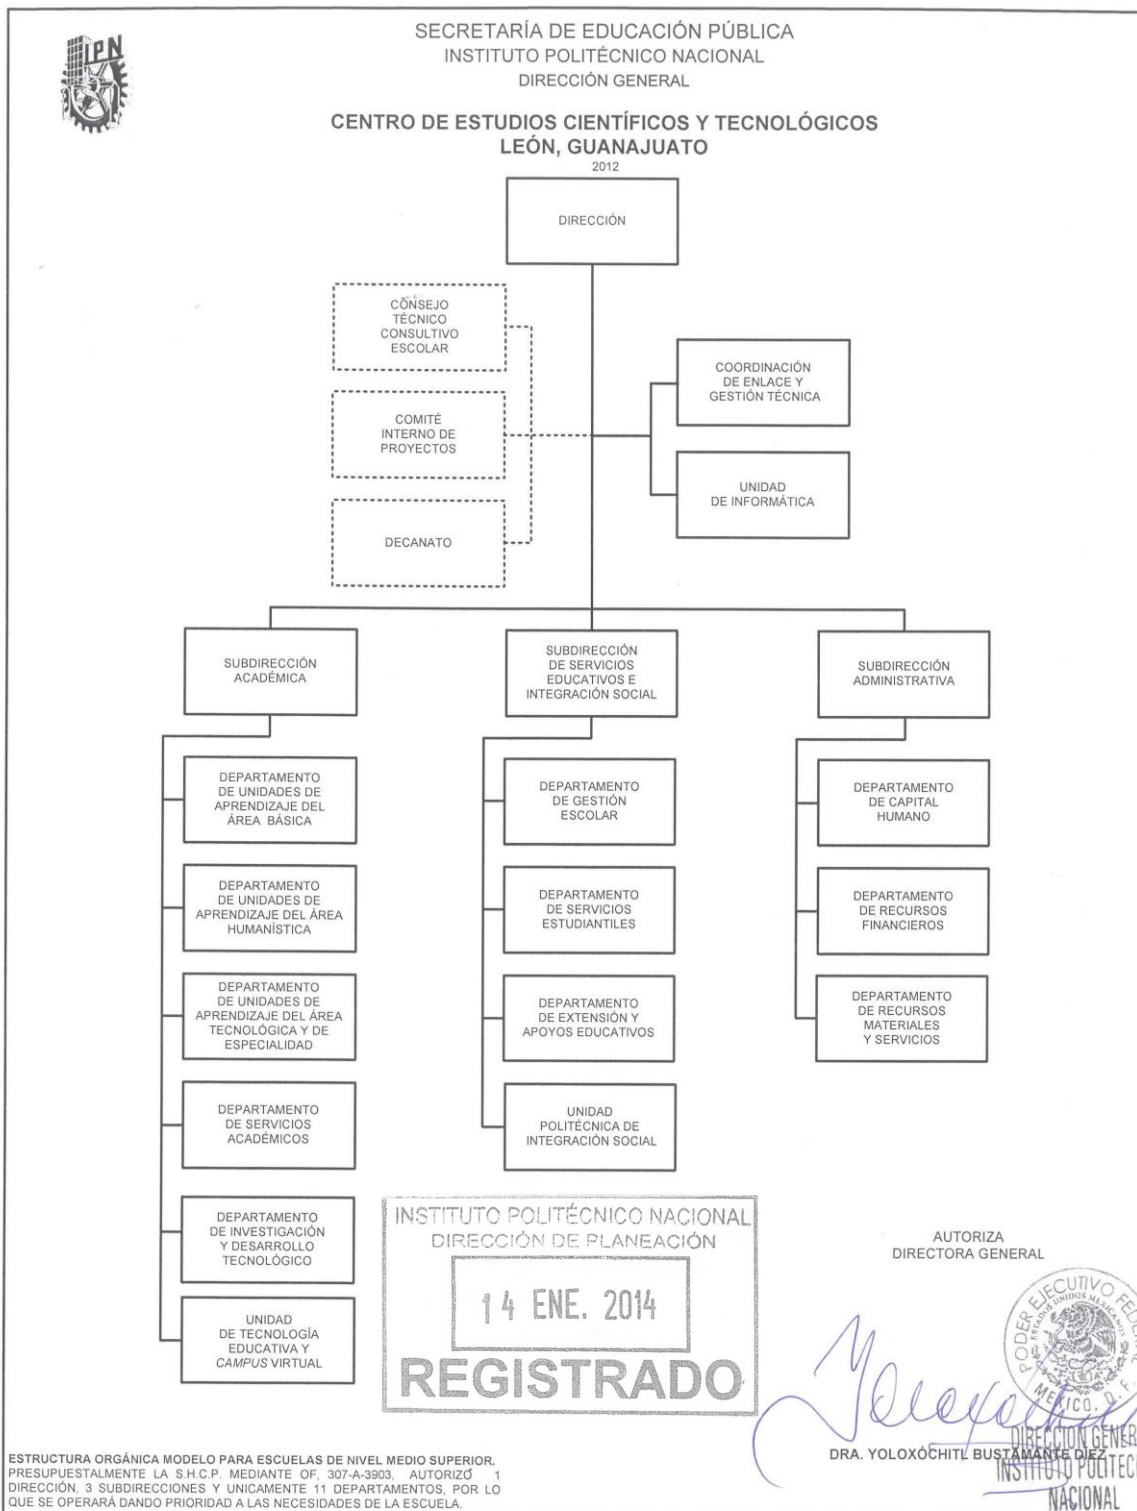 IPN
SECRETARÍA DE EDUCACIÓN PÚBLICA
INSTITUTO POLITÉCNICO NACIONAL
DIRECCIÓN GENERAL
CENTRO DE ESTUDIOS CIENTÍFICOS Y TECNOLÓGICOS
LEÓN, GUANAJUATO
2012
DIRECCIÓN
CONSEJO
TÉCNICO
CONSULTIVO
ESCOLAR
COMITÉ
INTERNO DE
PROYECTOS
DECANATO
COORDINACIÓN
DE ENLACE Y
GESTIÓN TÉCNICA
UNIDAD
DE INFORMÁTICA
SUBDIRECCIÓN
ACADÉMICA
DEPARTAMENTO
DE UNIDADES DE
APRENDIZAJE DEL
ÁREA BÁSICA
DEPARTAMENTO
DE UNIDADES DE
APRENDIZAJE DEL ÁREA
HUMANÍSTICA
DEPARTAMENTO
DE UNIDADES DE
APRENDIZAJE DEL ÁREA
TECNOLÓGICA Y DE
ESPECIALIDAD
DEPARTAMENTO
DE SERVICIOS
ACADÉMICOS
DEPARTAMENTO
DE INVESTIGACIÓN
Y DESARROLLO
TECNOLÓGICO
UNIDAD
DE TECNOLOGÍA
EDUCATIVA Y
CAMPUS VIRTUAL
SUBDIRECCIÓN
DE SERVICIOS
EDUCATIVOS E
INTEGRACIÓN SOCIAL
DEPARTAMENTO
DE GESTIÓN
ESCOLAR
DEPARTAMENTO
DE SERVICIOS
ESTUDIANTILES
DEPARTAMENTO
DE EXTENSIÓN Y
APOYOS EDUCATIVOS
UNIDAD
POLITÉCNICA DE
INTEGRACIÓN SOCIAL
SUBDIRECCIÓN
ADMINISTRATIVA
DEPARTAMENTO
DE CAPITAL
HUMANO
DEPARTAMENTO
DE RECURSOS
FINANCIEROS
DEPARTAMENTO
DE RECURSOS
MATERIALES
Y SERVICIOS
INSTITUTO POLITÉCNICO NACIONAL
DIRECCIÓN DE PLANEACIÓN
14 ENE. 2014
REGISTRADO
AUTORIZA
DIRECTORA GENERAL
PODER EJECUTIVO
ESTADOS UNIDOS MEXICANOS
MÉXICO, D. F.
DRA. YOLOXÓCHITL BUSTAMANTE DIEZ
DIRECCIÓN
INSTITUTO
NACIONAL
ESTRUCTURA ORGÁNICA MODELO PARA ESCUELAS DE NIVEL MEDIO SUPERIOR.
PRESUPUESTALMENTE LA S.H.C.P. MEDIANTE OF, 307-A-3903, AUTORIZÓ 1
DIRECCIÓN, 3 SUBDIRECCIONES Y UNICAMENTE 11 DEPARTAMENTOS, POR LO
QUE SE OPERARÁ DANDO PRIORIDAD A LAS NECESIDADES DE LA ESCUELA.